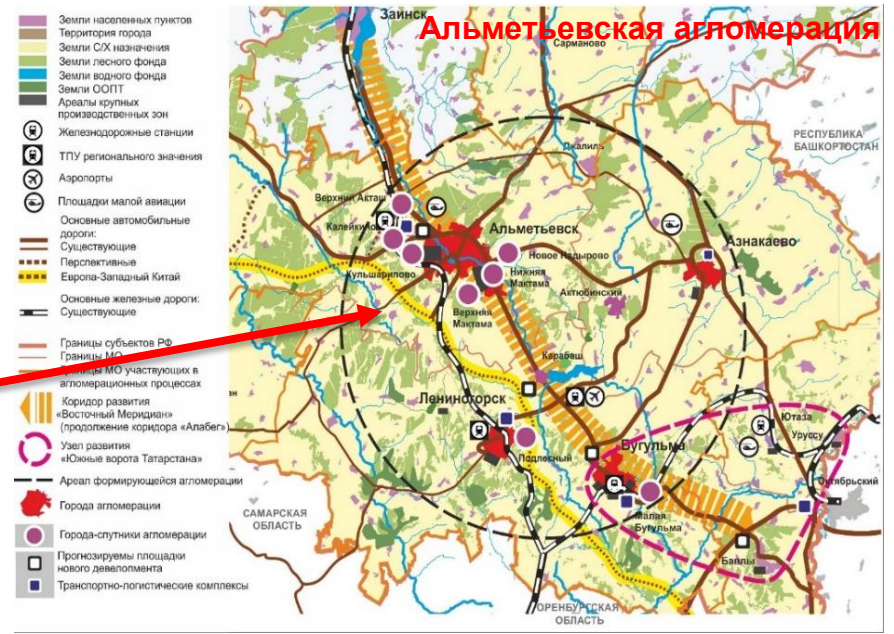 Альметьевская агломерация
Земли населенных пунктов
Территория города
Земли С/Х назначения
Земли лесного фонда
Земли водного фонда
Земли ООПТ
Ареалы крупных
производственных зон
Железнодорожные станции
ТПУ регионального значения
Аэропорты
Площадки малой авиации
Основные автомобильные
дороги:
Существующие
Перспективные
Европа-Западный Китай
Основные железные дороги:
Существующие
Границы субъектов РФ
Границы МО
Границы МО участвующих в
агломерационных процессах
Коридор развития
«Восточный Меридиан»
(продолжение коридора «Алабег»)
Узел развития
«Южные ворота Татарстана»
Ареал формирующейся агломерации
Города агломерации
Города-спутники агломерации
Прогнозируемы площадки
нового девелопмента
Транспортно-логистические комплексы
Заинск
Сарманово
РЕСПУБЛИКА
БАШКОРТОСТАН
Джалиль
Верхний Акташ
Калейкино
Альметьевск
Азнакаево
Новое Надырово
Кульшарипово
Нижняя
Мактама
Актюбинский
Верхняя
Мактама
Карабаш
Лениногорск
Подлесный
Бугульма
Ютаза
Уруссу
Октябрьский
Малая
Бугульма
Бавлы
САМАРСКАЯ
ОБЛАСТЬ
ОРЕНБУРГСКАЯ
ОБЛАСТЬ